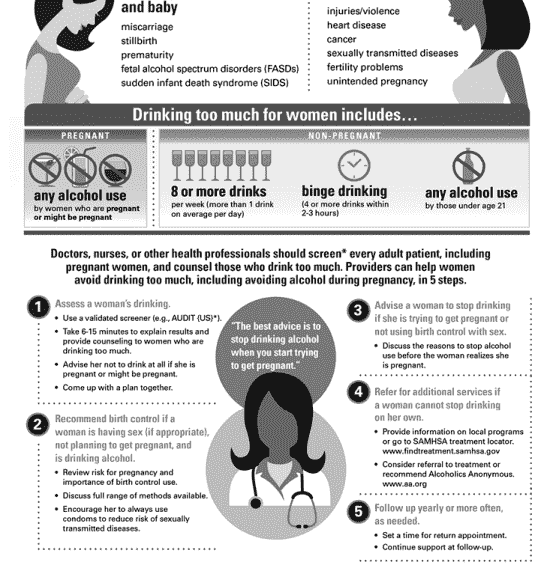 and baby
miscarriage
stillbirth
prematurity
fetal alcohol spectrum disorders (FASDs)
sudden infant death syndrome (SIDS)
injuries/violence
heart disease
cancer
sexually transmitted diseases
fertility problems
unintended pregnancy
Drinking too much for women includes…
PREGNANT
any alcohol use
by women who are pregnant
or might be pregnant
NON-PREGNANT
8 or more drinks
per week (more than 1 drink
on average per day)
binge drinking
(4 or more drinks within
2-3 hours)
any alcohol use
by those under age 21
Doctors, nurses, or other health professionals should screen* every adult patient, including
pregnant women, and counsel those who drink too much. Providers can help women
avoid drinking too much, including avoiding alcohol during pregnancy, in 5 steps.
1 Assess a woman's drinking.
• Use a validated screener (e.g., AUDIT {US)*).
• Take 6-15 minutes to explain results and
provide counseling to women who are
drinking too much.
• Advise her not to drink at all if she is
pregnant or might be pregnant.
• Come up with a plan together.
2 Recommend birth control if a
woman is having sex (if appropriate),
not planning to get pregnant, and
is drinking alcohol.
• Review risk for pregnancy and
importance of birth control use.
• Discuss full range of methods available.
• Encourage her to always use
condoms to reduce risk of sexually
transmitted diseases.
"The best advice is to
stop drinking alcohol
when you start trying
to get pregnant."
3 Advise a woman to stop drinking
if she is trying to get pregnant or
not using birth control with sex.
• Discuss the reasons to stop alcohol
use before the woman realizes she
is pregnant.
4 Refer for additional services if
a woman cannot stop drinking
on her own.
• Provide information on local programs
or go to SAMHSA treatment locator.
www.findtreatment.samhsa.gov
• Consider referral to treatment or
recommend Alcoholics Anonymous.
www.aa.org
5 Follow up yearly or more often,
as needed.
• Set a time for return appointment.
• Continue support at follow-up.